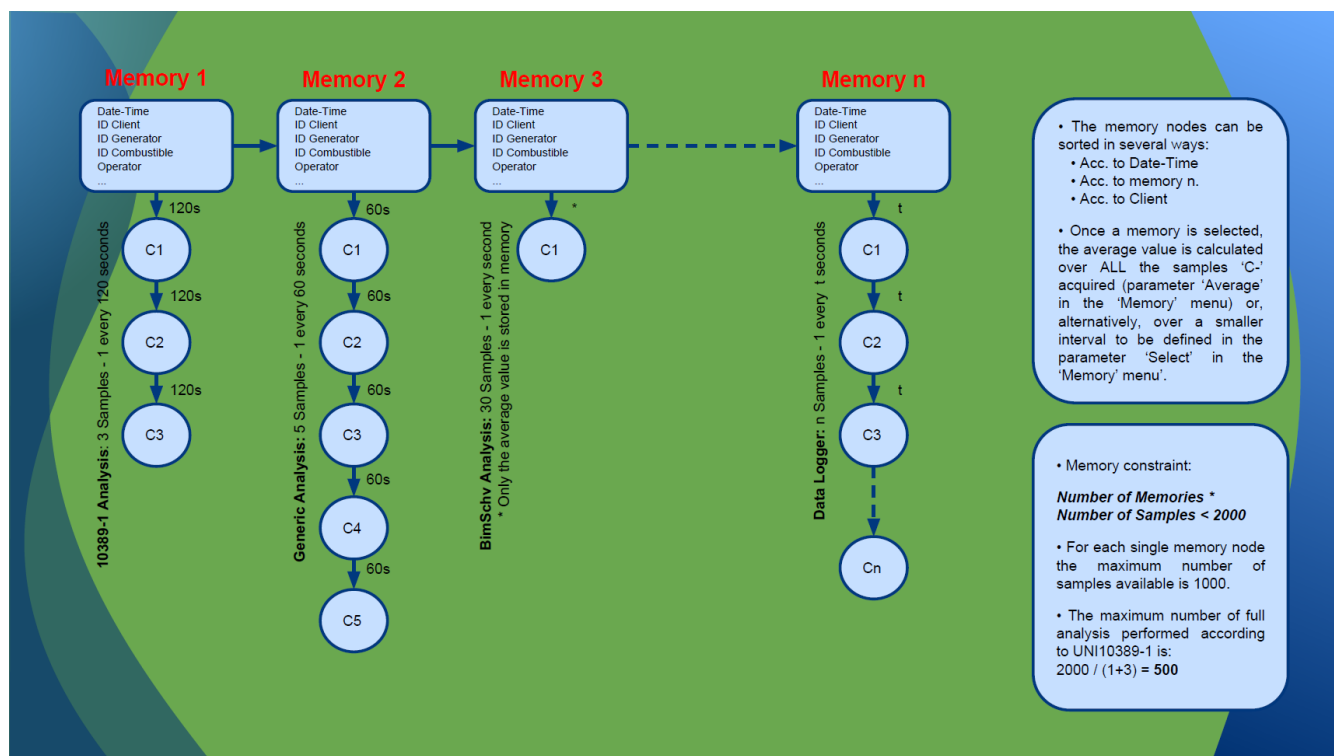 Memory 1
Date-Time
ID Client
ID Generator
ID Combustible
Operator
...
120s
C1
120s
C2
120s
C3
10389-1 Analysis: 3 Samples - 1 every 120 seconds
Memory 2
Date-Time
ID Client
ID Generator
ID Combustible
Operator
...
60s
C1
60s
C2
60s
C3
60s
C4
60s
C5
Generic Analysis: 5 Samples - 1 every 60 seconds
Memory 3
Date-Time
ID Client
ID Generator
ID Combustible
Operator
...
*
C1
BimSchv Analysis: 30 Samples - 1 every second
* Only the average value is stored in memory
Memory n
Date-Time
ID Client
ID Generator
ID Combustible
Operator
...
t
C1
t
C2
t
C3
Cn
Data Logger: n Samples - 1 every t seconds
• The memory nodes can be
sorted in several ways:
• Acc. to Date-Time
• Acc. to memory n.
• Acc. to Client
• Once a memory is selected,
the average value is calculated
over ALL the samples ‘C-’
acquired (parameter ‘Average’
in the ‘Memory’ menu) or,
alternatively, over a smaller
interval to be defined in the
parameter ‘Select’ in the
‘Memory’ menu’.
• Memory constraint:
Number of Memories *
Number of Samples < 2000
• For each single memory node
the maximum number of
samples available is 1000.
• The maximum number of full
analysis performed according
to UNI10389-1 is:
2000 / (1+3) = 500